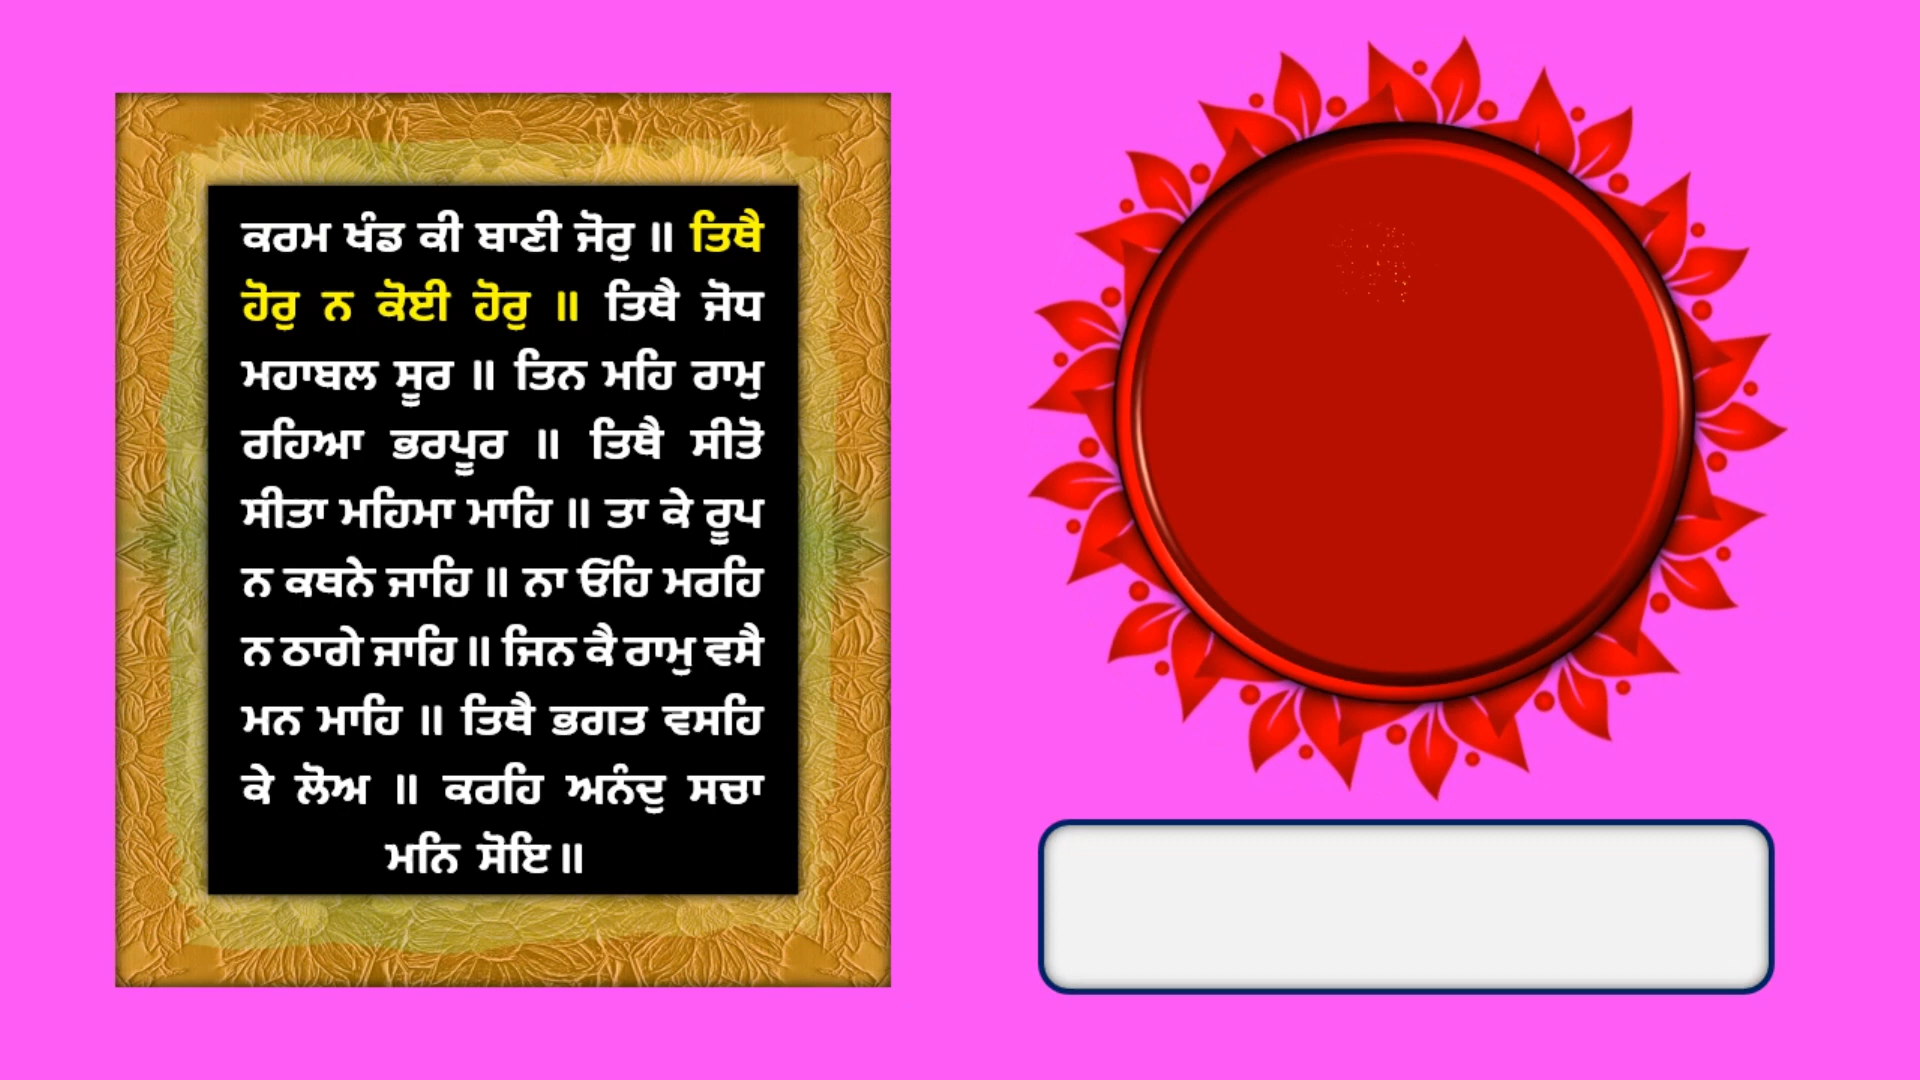 ਕਰਮ ਖੰਡ ਕੀ ਬਾਣੀ ਜੋਰੁ ॥ ਤਿਥੈ
ਹੋਰੁ ਨ ਕੋਈ ਹੋਰੁ ॥ ਤਿਥੈ ਜੋਧ
ਮਹਾਬਲ ਸੂਰ ॥ ਤਿਨ ਮਹਿ ਰਾਮੁ
ਰਹਿਆ ਭਰਪੂਰ ॥ ਤਿਥੈ ਸੀਤੋ
ਸੀਤਾ ਮਹਿਮਾ ਮਾਹਿ ॥ ਤਾ ਕੇ ਰੂਪ
ਨ ਕਥਨੇ ਜਾਹਿ ॥ ਨਾ ਓਹਿ ਮਰਹਿ
ਨ ਠਾਗੇ ਜਾਹਿ ॥ ਜਿਨ ਕੈ ਰਾਮੁ ਵਸੈ
ਮਨ ਮਾਹਿ ॥ ਤਿਥੈ ਭਗਤ ਵਸਹਿ
ਕੇ ਲੋਅ ॥ ਕਰਹਿ ਅਨੰਦੁ ਸਚਾ
ਮਨਿ ਸੋਇ ॥